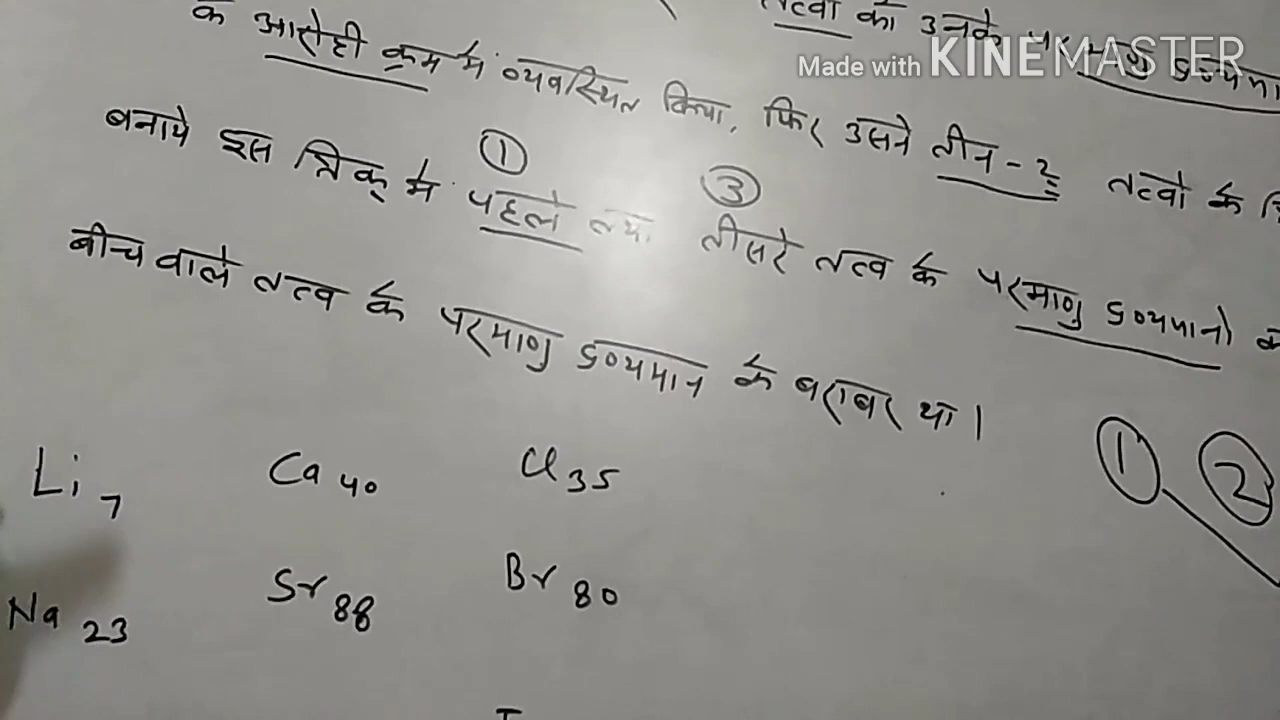 तत्वों को उनके परमाणु द्रव्यमा
Made with KINEMASTER
के आरोही क्रम में व्यवस्थित किया, फिर उसने तीन-2 तत्वों के
बनाये इस त्रिक् में पहले तथा तीसरे तत्व के परमाणु द्रव्यमानो
① ③
बीच वाले तत्व के परमाणु द्रव्यमान के बराबर था।
① ②
Li 7 Ca 40 Cl 35
Na 23 Sr 88 Br 80